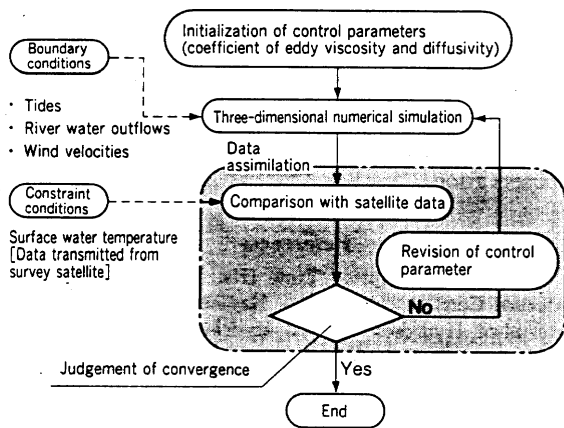 Initialization of control parameters
(coefficient of eddy viscosity and diffusivity)
Boundary
conditions
・ Tides
・ River water outflows
・ Wind velocities
Three-dimensional numerical simulation
Data
assimilation
Constraint
conditions
Comparison with satellite data
Surface water temperature
[Data transmitted from
survey satellite]
Revision of control
parameter
No
Judgement of convergence
Yes
End